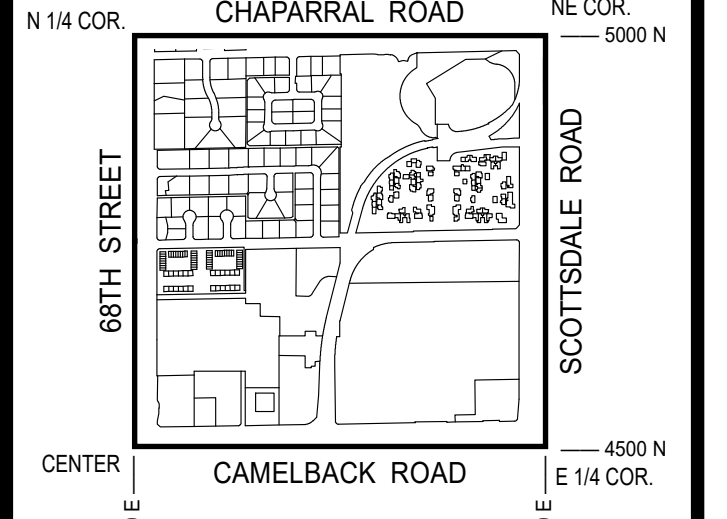 CHAPARRAL ROAD
NE COR.
N 1/4 COR.
5000 N
68TH STREET
SCOTTSDALE ROAD
4500 N
CENTER
CAMELBACK ROAD
E 1/4 COR.
E
E